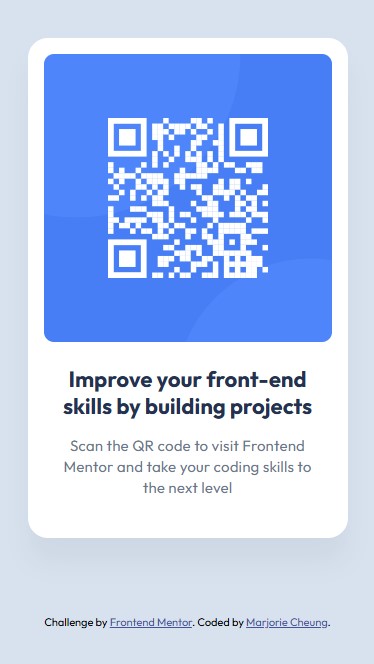 Improve your front-end
skills by building projects
Scan the QR code to visit Frontend
Mentor and take your coding skills to
the next level
Challenge by Frontend Mentor. Coded by Marjorie Cheung.